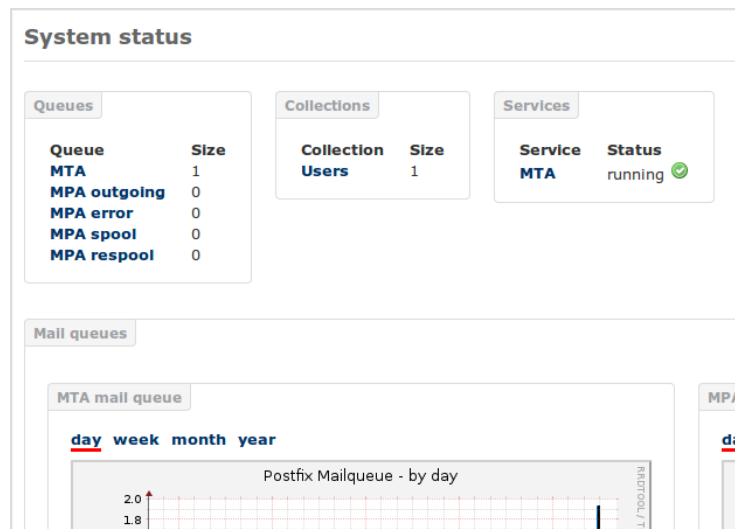 System status
Queues
Queue Size
MTA 1
MPA outgoing 0
MPA error 0
MPA spool 0
MPA respool 0
Collections
Collection Size
Users 1
Services
Service Status
MTA running
Mail queues
MTA mail queue
day week month year
Postfix Mailqueue - by day
RRDTOOL / T
2.0
1.8
MPA